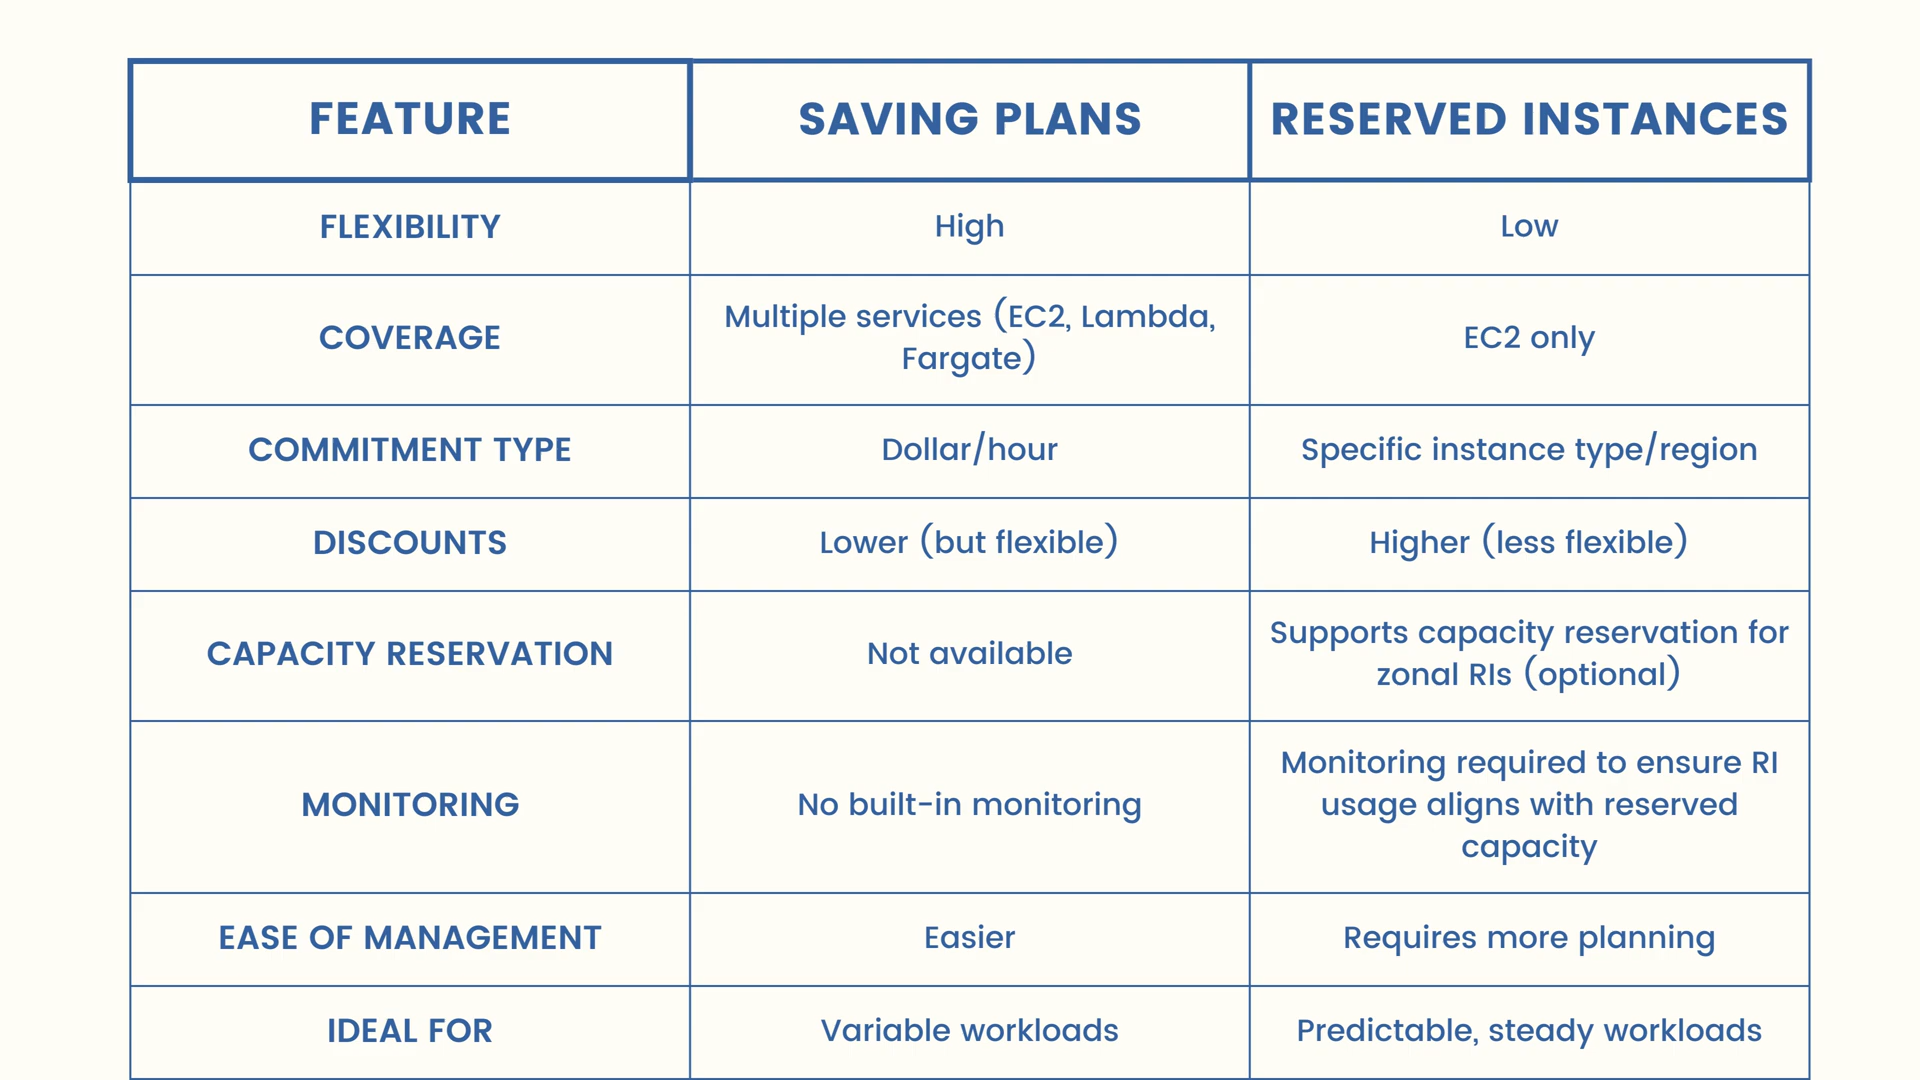 FEATURE
SAVING PLANS
RESERVED INSTANCES
FLEXIBILITY
High
Low
COVERAGE
Multiple services (EC2, Lambda,
Fargate)
EC2 only
COMMITMENT TYPE
Dollar/hour
Specific instance type/region
DISCOUNTS
Lower (but flexible)
Higher (less flexible)
CAPACITY RESERVATION
Not available
Supports capacity reservation for
zonal RIs (optional)
MONITORING
No built-in monitoring
Monitoring required to ensure RI
usage aligns with reserved
capacity
EASE OF MANAGEMENT
Easier
Requires more planning
IDEAL FOR
Variable workloads
Predictable, steady workloads